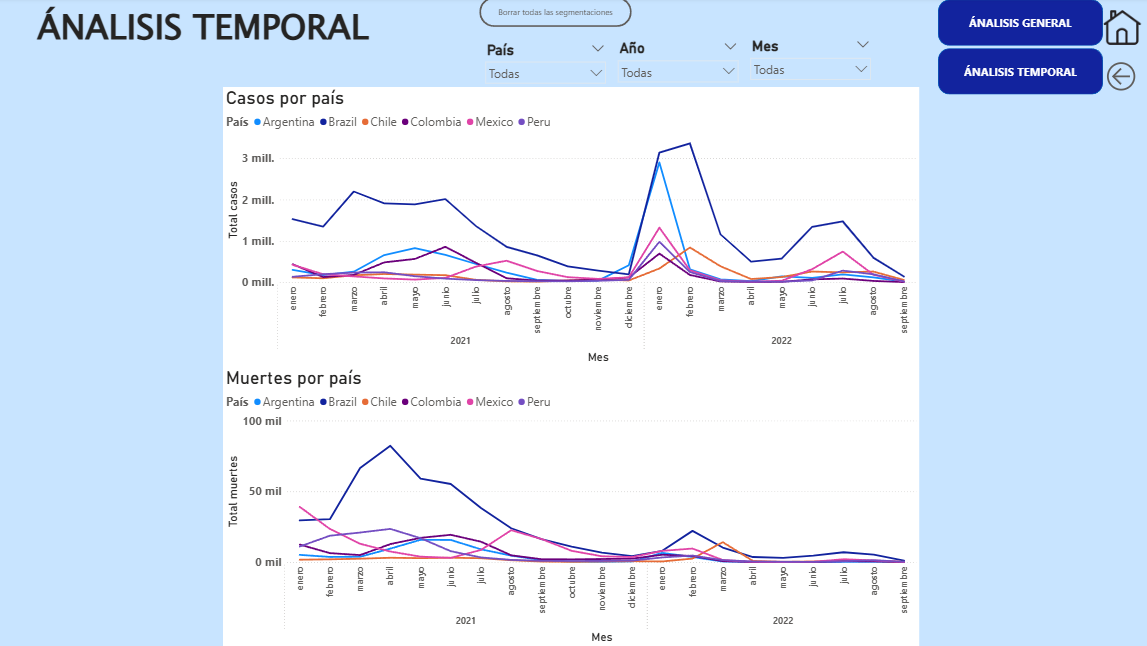 ÁNALISIS TEMPORAL
Borrar todas las segmentaciones
País
Todas
Año
Todas
Mes
Todas
ÁNALISIS GENERAL
ÁNALISIS TEMPORAL
Casos por país
País Argentina Brazil Chile Colombia Mexico Peru
Total casos
3 mill.
2 mill.
1 mill.
0 mill.
enero febrero marzo abril mayo junio julio agosto septiembre octubre noviembre diciembre enero febrero marzo abril mayo junio julio agosto septiembre
2021 2022
Mes
Muertes por país
País Argentina Brazil Chile Colombia Mexico Peru
Total muertes
100 mil
50 mil
0 mil
enero febrero marzo abril mayo junio julio agosto septiembre octubre noviembre diciembre enero febrero marzo abril mayo junio julio agosto septiembre
2021 2022
Mes